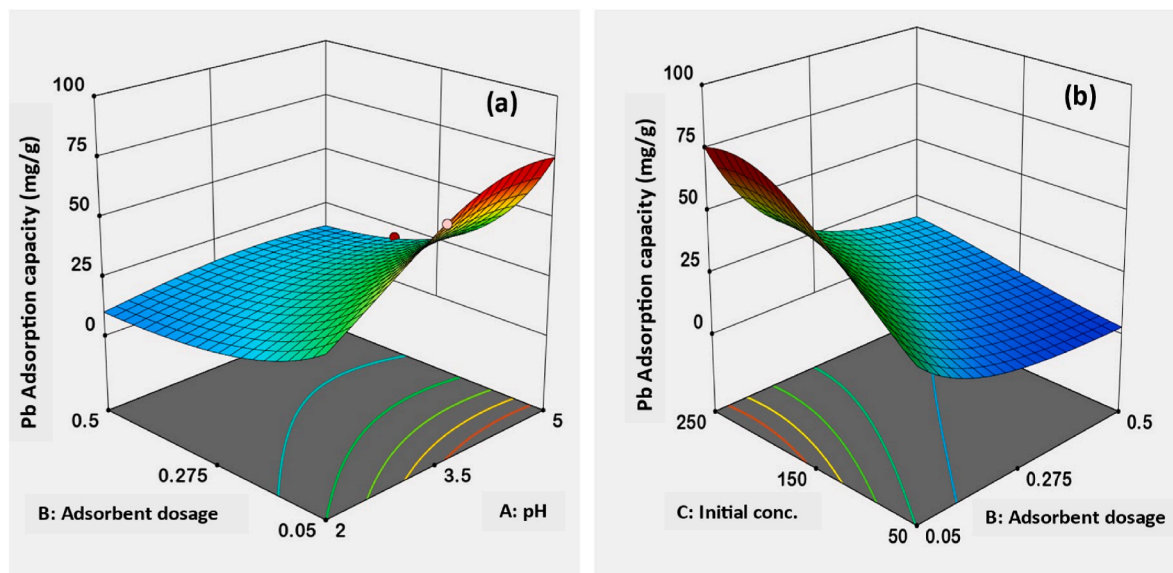 (a)
100
75
50
25
0
Pb Adsorption capacity (mg/g)
0.5
0.275
0.05
2
3.5
5
B: Adsorbent dosage
A: pH
(b)
100
75
50
25
0
Pb Adsorption capacity (mg/g)
250
150
50
0.05
0.275
0.5
C: Initial conc.
B: Adsorbent dosage